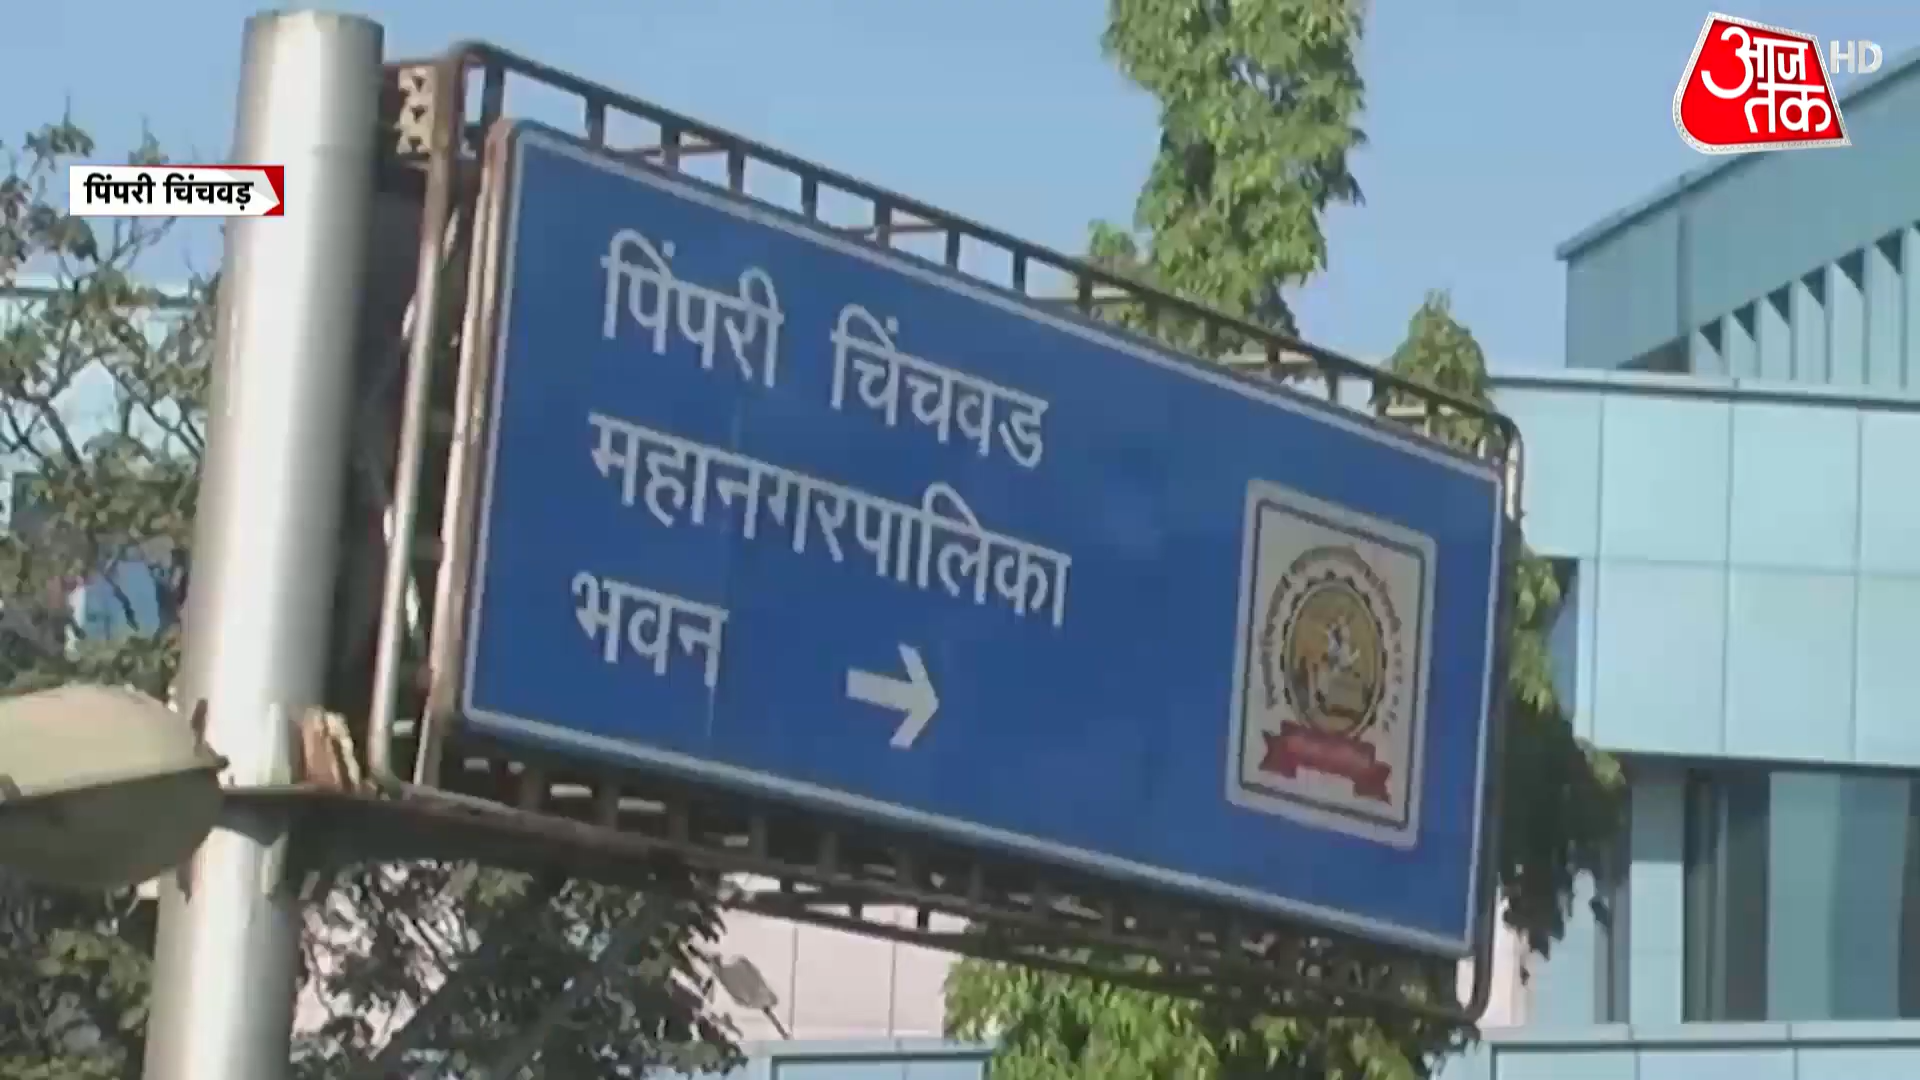 आज
तक
HD
पिंपरी चिंचवड़
पिंपरी चिंचवड
महानगरपालिका
भवन